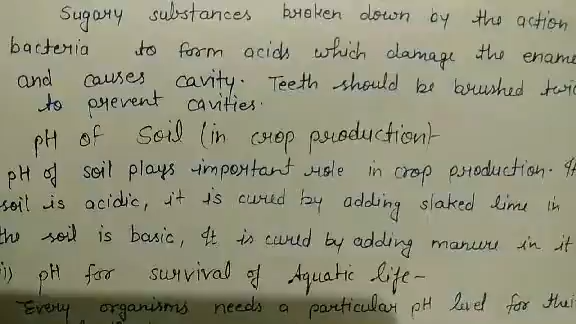 Sugary substances broken down by the action
bacteria to form acids which damage the ename
and causes cavity. Teeth should be brushed twic
to prevent cavities.
pH of Soil (in crop production)-
pH of soil plays important role in crop production. If
soil is acidic, it is cured by adding slaked lime in
the soil is basic, It is cured by adding manure in it
i) pH for survival of Aquatic life-
Every organisms needs a particular pH level for thei